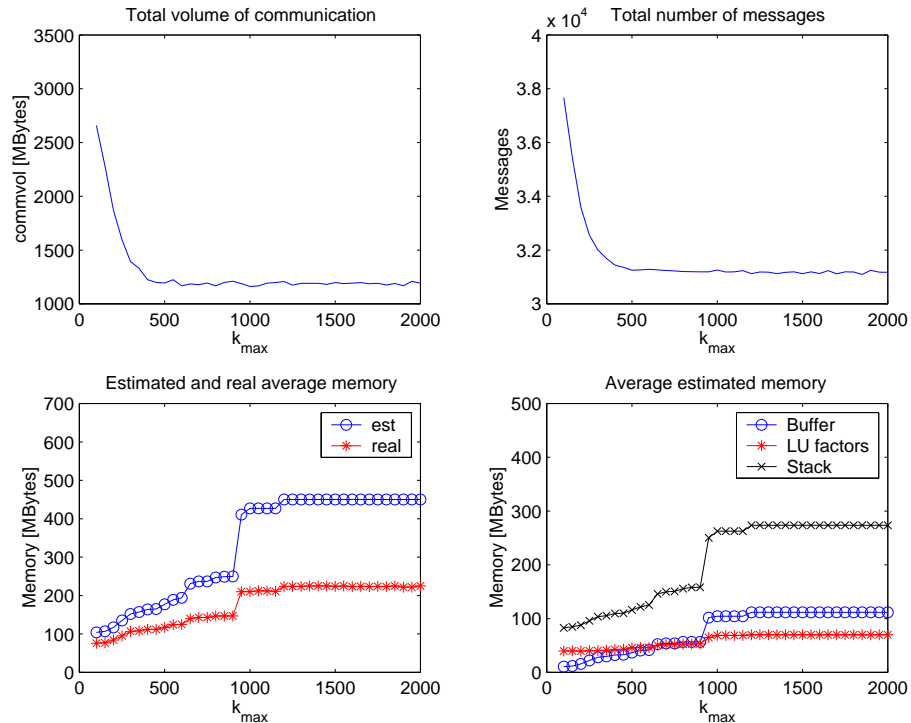 Total volume of communication
3500
3000
2500
2000
1500
1000
commvol [MBytes]
0 500 1000 1500 2000
k_max
Total number of messages
x 10^4
4
3.8
3.6
3.4
3.2
3
Messages
0 500 1000 1500 2000
k_max
Estimated and real average memory
700
600
500
400
300
200
100
0
Memory [MBytes]
est
real
0 500 1000 1500 2000
k_max
Average estimated memory
500
400
300
200
100
0
Memory [MBytes]
Buffer
LU factors
Stack
0 500 1000 1500 2000
k_max